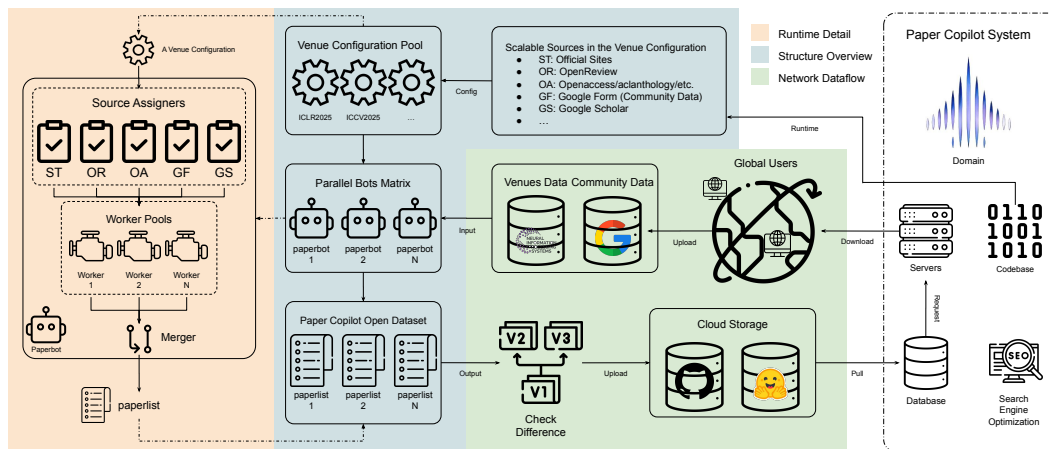 A Venue Configuration
Source Assigners
ST OR OA GF GS
Worker Pools
Worker 1
Worker 2
Worker N
Paperbot
Merger
paperlist
Venue Configuration Pool
ICLR2025 ICCV2025 ...
Config
Scalable Sources in the Venue Configuration
● ST: Official Sites
● OR: OpenReview
● OA: Openaccess/aclanthology/etc.
● GF: Google Form (Community Data)
● GS: Google Scholar
● ...
Parallel Bots Matrix
paperbot 1
paperbot 2
paperbot N
Input
Venues Data Community Data
NEURAL INFORMATION
PROCESSING SYSTEMS
Upload
Global Users
Download
Paper Copilot Open Dataset
paperlist 1
paperlist 2
paperlist N
Output
V2 V3
V1
Check
Difference
Upload
Cloud Storage
Pull
Runtime Detail
Structure Overview
Network Dataflow
Runtime
Paper Copilot System
Domain
Servers
0110
1001
1010
Codebase
Request
Database
SEO
Search
Engine
Optimization